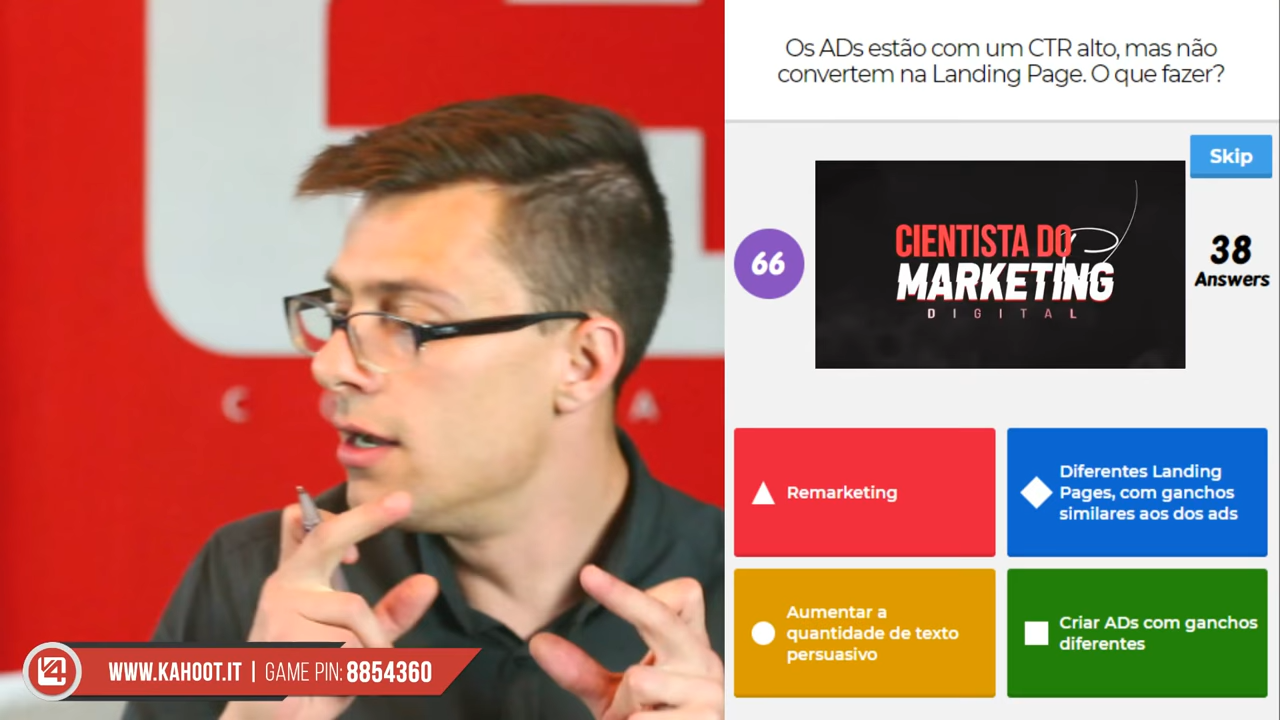 Os ADs estão com um CTR alto, mas não
convertem na Landing Page. O que fazer?
Skip
66
CIENTISTA DO
MARKETING
DIGITAL
38
Answers
Remarketing
Diferentes Landing
Pages, com ganchos
similares aos dos ads
Aumentar a
quantidade de texto
persuasivo
Criar ADs com ganchos
diferentes
C
A
V4
WWW.KAHOOT.IT | GAME PIN: 8854360